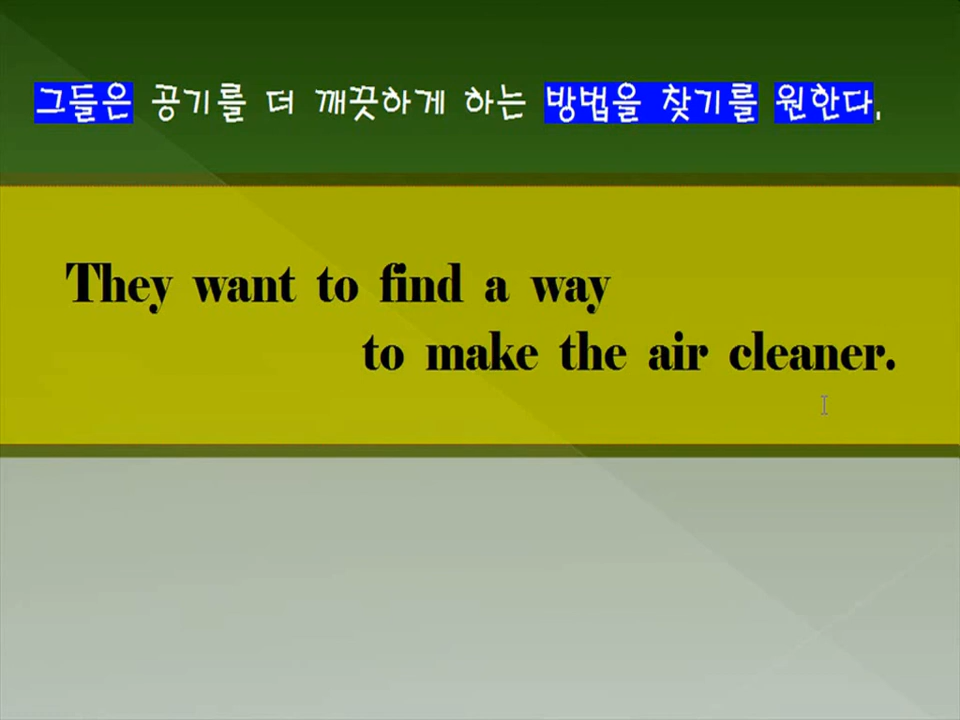 그들은 공기를 더 깨끗하게 하는 방법을 찾기를 원한다.
They want to find a way
to make the air cleaner.